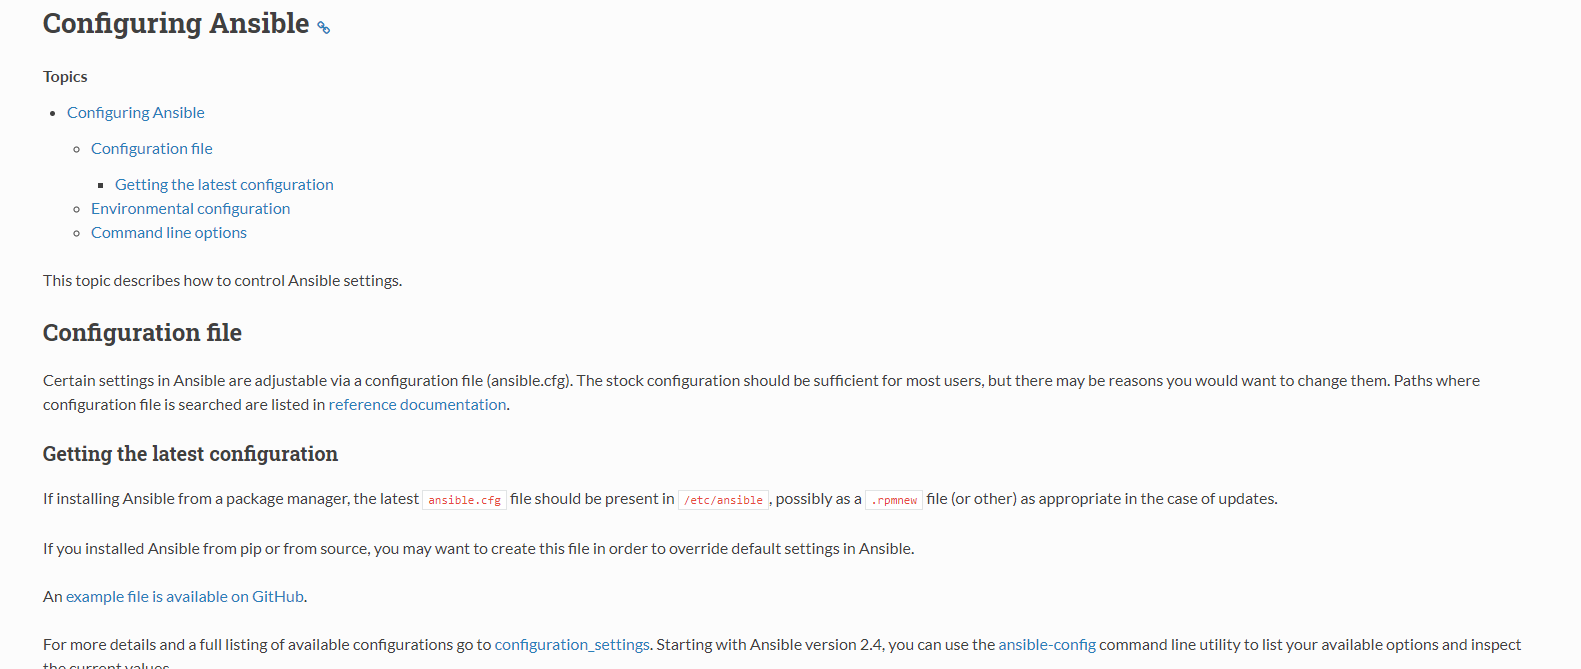 Configuring Ansible
Topics
Configuring Ansible
Configuration file
Getting the latest configuration
Environmental configuration
Command line options
This topic describes how to control Ansible settings.
Configuration file
Certain settings in Ansible are adjustable via a configuration file (ansible.cfg). The stock configuration should be sufficient for most users, but there may be reasons you would want to change them. Paths where
configuration file is searched are listed in reference documentation.
Getting the latest configuration
If installing Ansible from a package manager, the latest ansible.cfg file should be present in /etc/ansible, possibly as a .rpmnew file (or other) as appropriate in the case of updates.
If you installed Ansible from pip or from source, you may want to create this file in order to override default settings in Ansible.
An example file is available on GitHub.
For more details and a full listing of available configurations go to configuration_settings. Starting with Ansible version 2.4, you can use the ansible-config command line utility to list your available options and inspect
the current values.